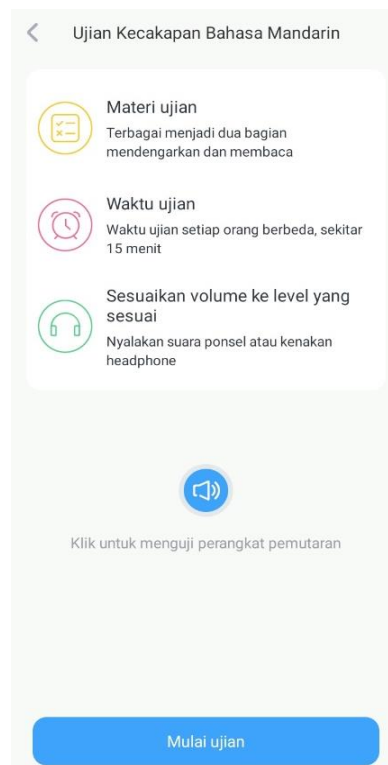 Ujian Kecakapan Bahasa Mandarin
Materi ujian
Terbagai menjadi dua bagian
mendengarkan dan membaca
Waktu ujian
Waktu ujian setiap orang berbeda, sekitar
15 menit
Sesuaikan volume ke level yang
sesuai
Nyalakan suara ponsel atau kenakan
headphone
Klik untuk menguji perangkat pemutaran
Mulai ujian